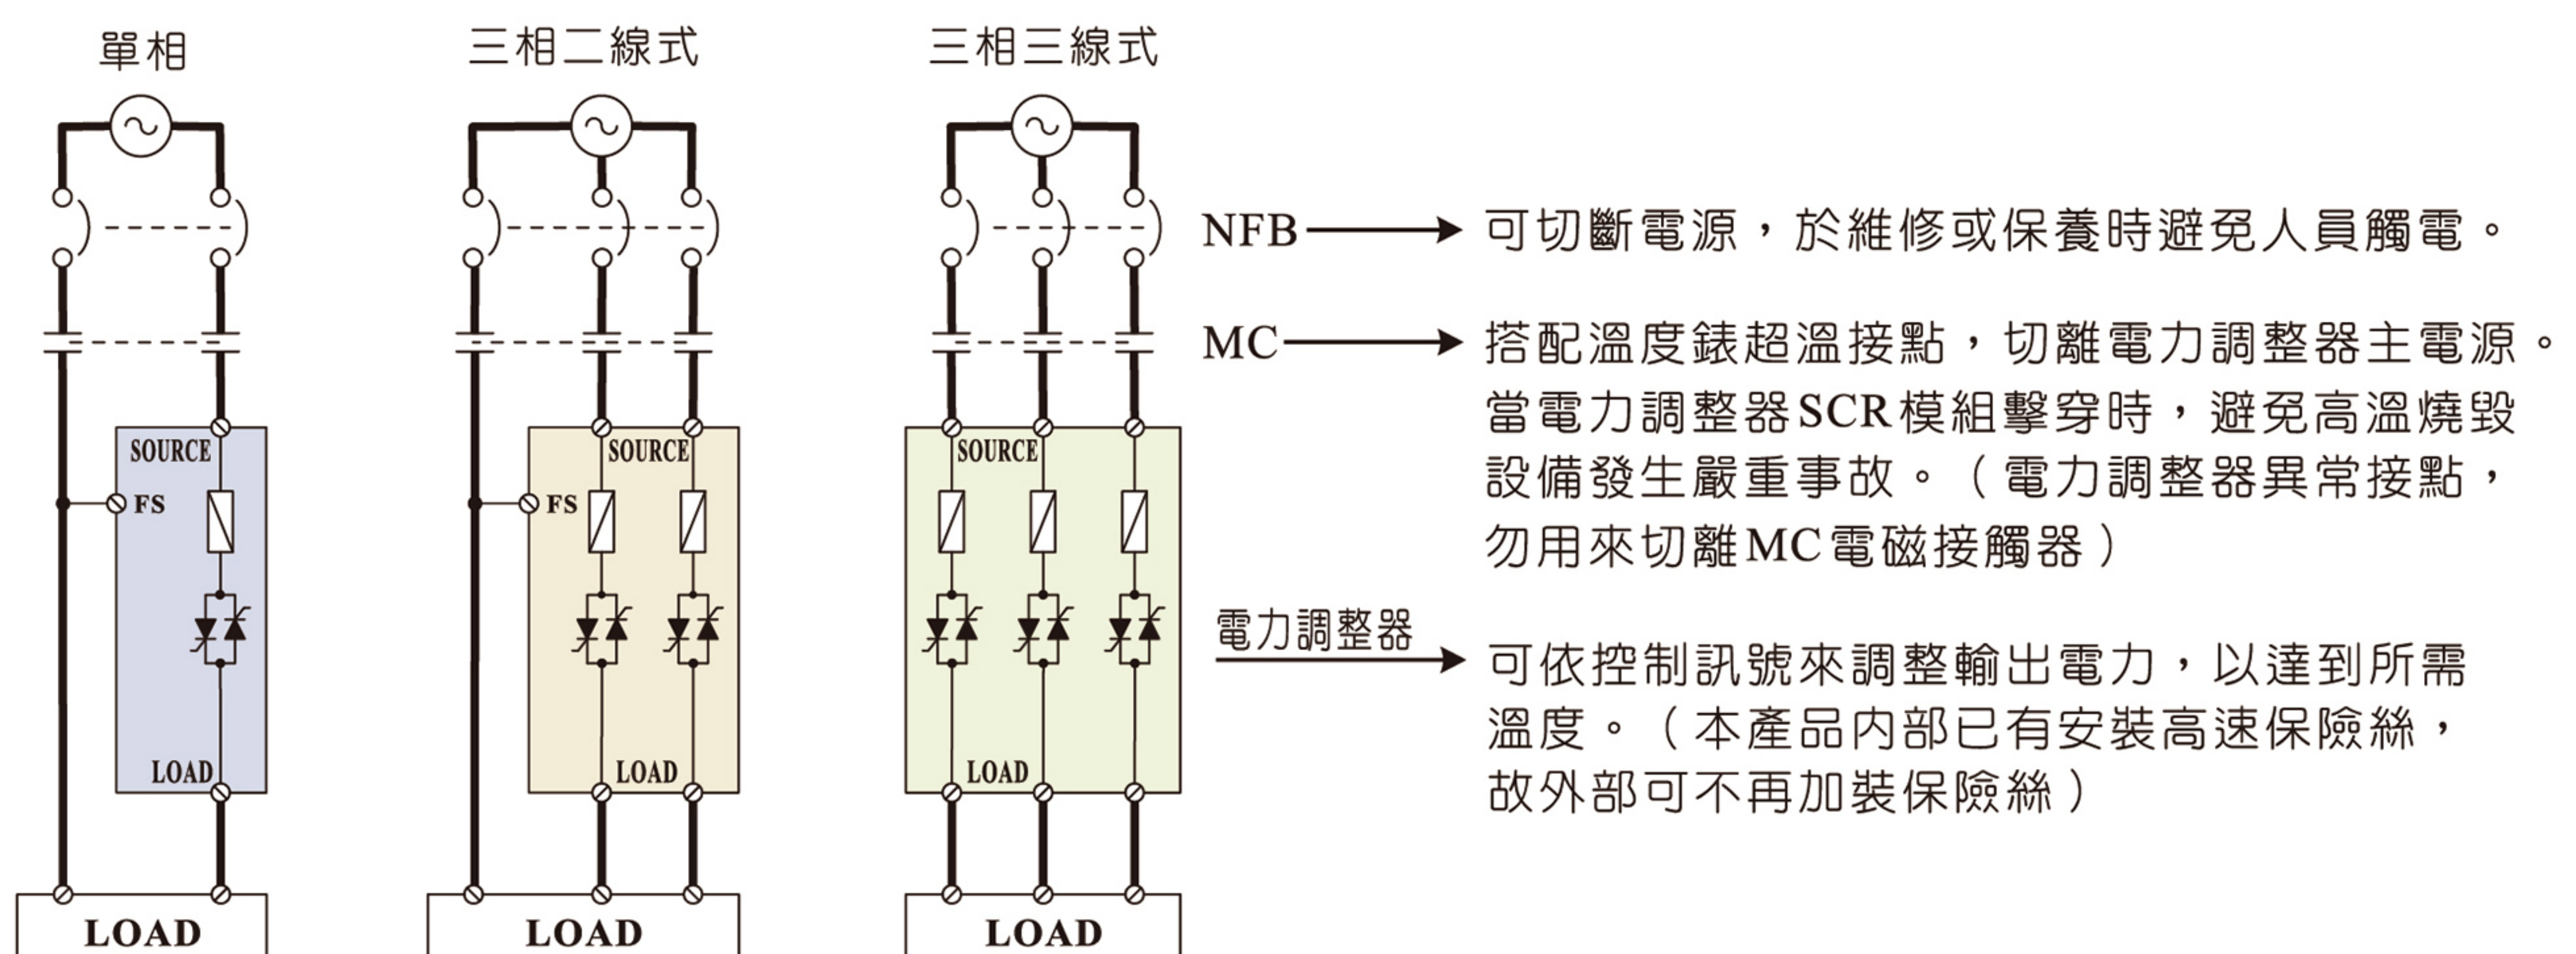 單相
三相二線式
三相三線式
NFB
可切斷電源，於維修或保養時避免人員觸電。
MC
搭配溫度錶超溫接點，切離電力調整器主電源。
當電力調整器SCR模組擊穿時，避免高溫燒毀
設備發生嚴重事故。（電力調整器異常接點，
勿用來切離MC電磁接觸器）
電力調整器
可依控制訊號來調整輸出電力，以達到所需
溫度。（本產品內部已有安裝高速保險絲，
故外部可不再加裝保險絲）
SOURCE
FS
LOAD
LOAD
SOURCE
FS
LOAD
LOAD
SOURCE
LOAD
LOAD